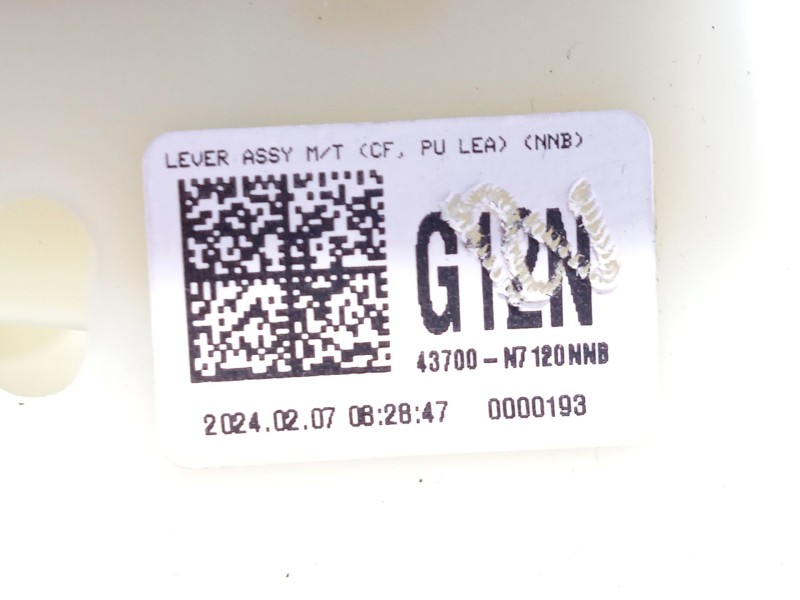 LEVER ASSY M/T (CF, PU LEA) (NNB)
G12N
43700-N7120NNB
2024.02.07 08:28:47 0000193